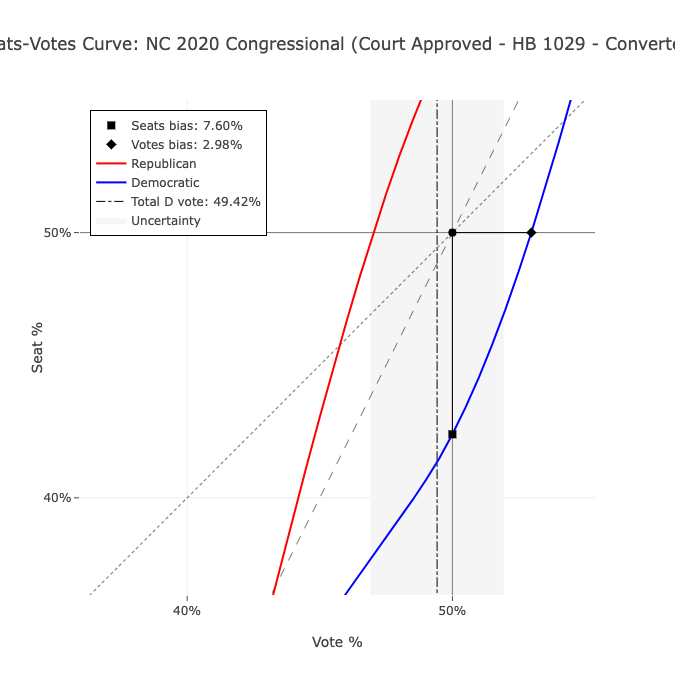 ats-Votes Curve: NC 2020 Congressional (Court Approved - HB 1029 - Converte
Seats bias: 7.60%
Votes bias: 2.98%
Republican
Democratic
Total D vote: 49.42%
Uncertainty
50%
Seat %
40%
40%
50%
Vote %